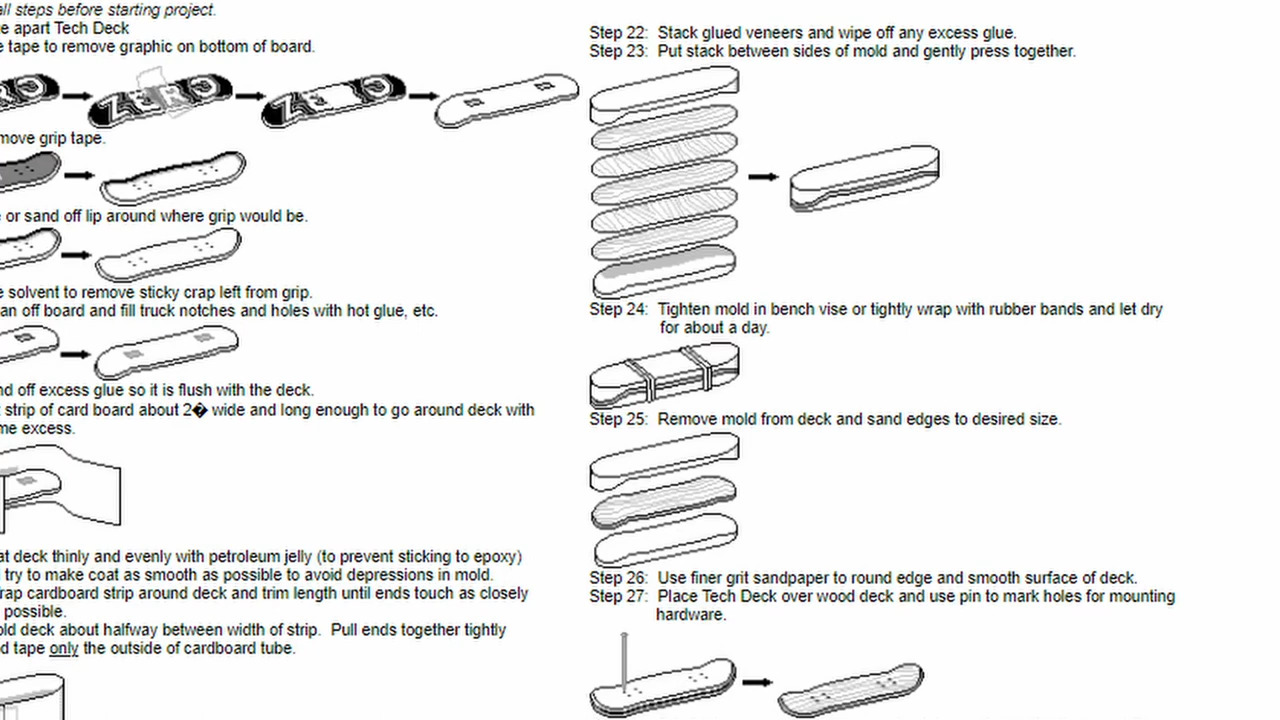 all steps before starting project.
e apart Tech Deck
e tape to remove graphic on bottom of board.
move grip tape.
e or sand off lip around where grip would be.
e solvent to remove sticky crap left from grip.
an off board and fill truck notches and holes with hot glue, etc.
nd off excess glue so it is flush with the deck.
t strip of card board about 2� wide and long enough to go around deck with
me excess.
at deck thinly and evenly with petroleum jelly (to prevent sticking to epoxy)
try to make coat as smooth as possible to avoid depressions in mold.
rap cardboard strip around deck and trim length until ends touch as closely
possible.
old deck about halfway between width of strip. Pull ends together tightly
d tape only the outside of cardboard tube.
Step 22: Stack glued veneers and wipe off any excess glue.
Step 23: Put stack between sides of mold and gently press together.
Step 24: Tighten mold in bench vise or tightly wrap with rubber bands and let dry
for about a day.
Step 25: Remove mold from deck and sand edges to desired size.
Step 26: Use finer grit sandpaper to round edge and smooth surface of deck.
Step 27: Place Tech Deck over wood deck and use pin to mark holes for mounting
hardware.